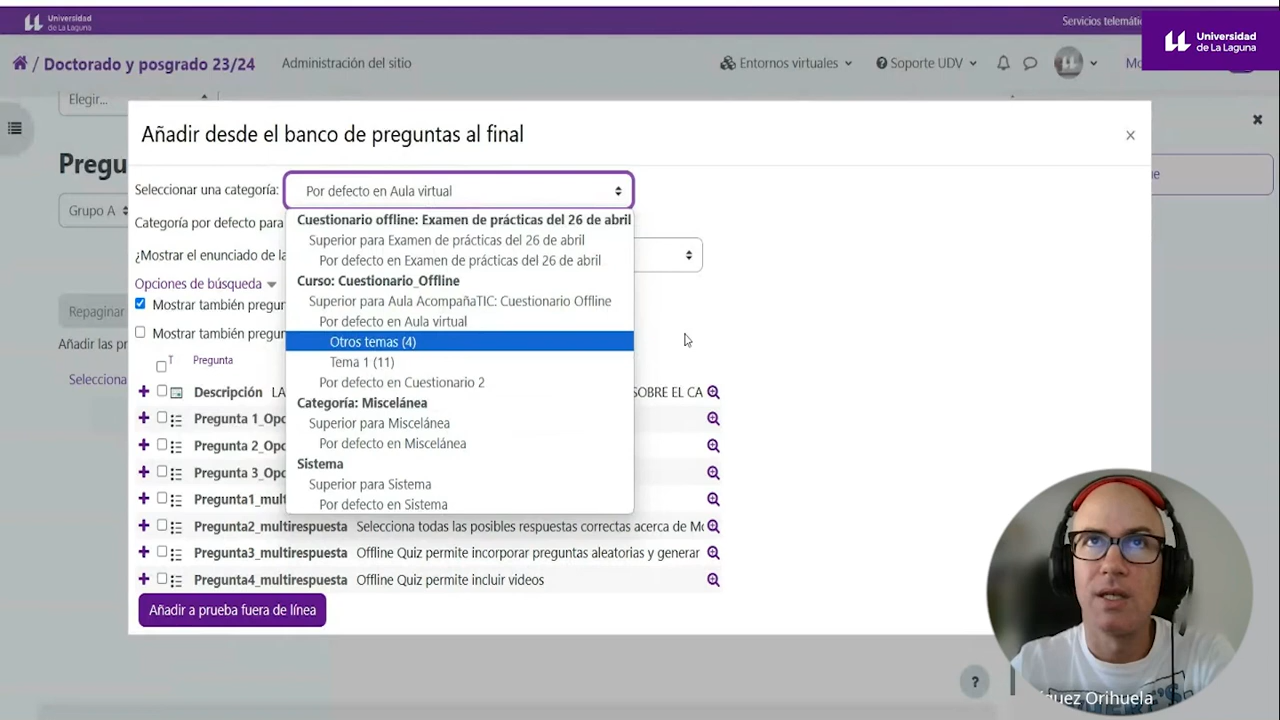 Universidad
de La Laguna
Servicios telemátic
Universidad
de La Laguna
/ Doctorado y posgrado 23/24
Administración del sitio
Entornos virtuales
Soporte UDV
Mo
Elegir...
Añadir desde el banco de preguntas al final
Pregu
Seleccionar una categoría:
Por defecto en Aula virtual
ue
Grupo A
Categoría por defecto para
¿Mostrar el enunciado de la
Opciones de búsqueda
Mostrar también pregun
Mostrar también pregun
Cuestionario offline: Examen de prácticas del 26 de abril
Superior para Examen de prácticas del 26 de abril
Por defecto en Examen de prácticas del 26 de abril
Curso: Cuestionario_Offline
Superior para Aula AcompañaTIC: Cuestionario Offline
Por defecto en Aula virtual
Otros temas (4)
Tema 1 (11)
Por defecto en Cuestionario 2
Categoría: Miscelánea
Superior para Miscelánea
Por defecto en Miscelánea
Sistema
Superior para Sistema
Por defecto en Sistema
Repaginar
Añadir las pr
Selecciona
T Pregunta
Descripción LA SOBRE EL CA
Pregunta 1_Opc
Pregunta 2_Opc
Pregunta 3_Opc
Pregunta1_mult
Pregunta2_multirespuesta Selecciona todas las posibles respuestas correctas acerca de Mo
Pregunta3_multirespuesta Offline Quiz permite incorporar preguntas aleatorias y generar
Pregunta4_multirespuesta Offline Quiz permite incluir videos
Añadir a prueba fuera de línea
?
guez Orihuela